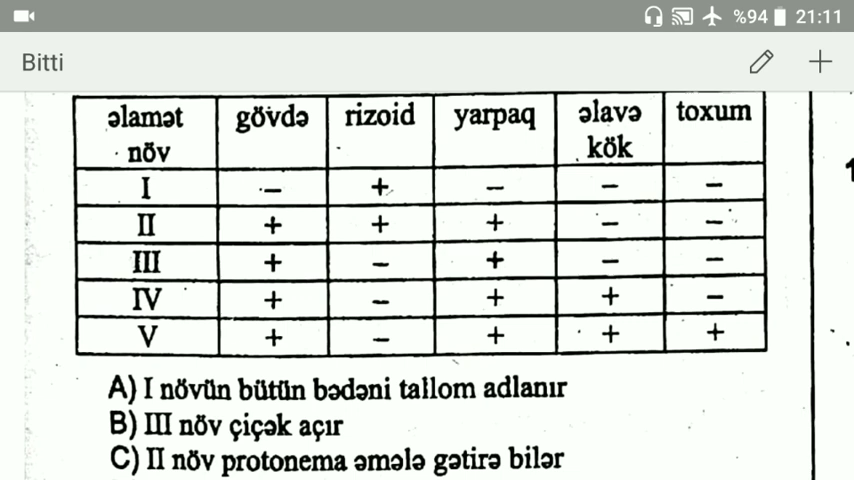 %94 21:11
Bitti
əlamət gövdə rizoid yarpaq əlavə toxum
növ kök
I – + – – –
II + + + – –
III + – + – –
IV + – + + –
V + – + + +
1
A) I növün bütün bədəni tallom adlanır
B) III növ çiçək açır
C) II növ protonema əmələ gətirə bilər